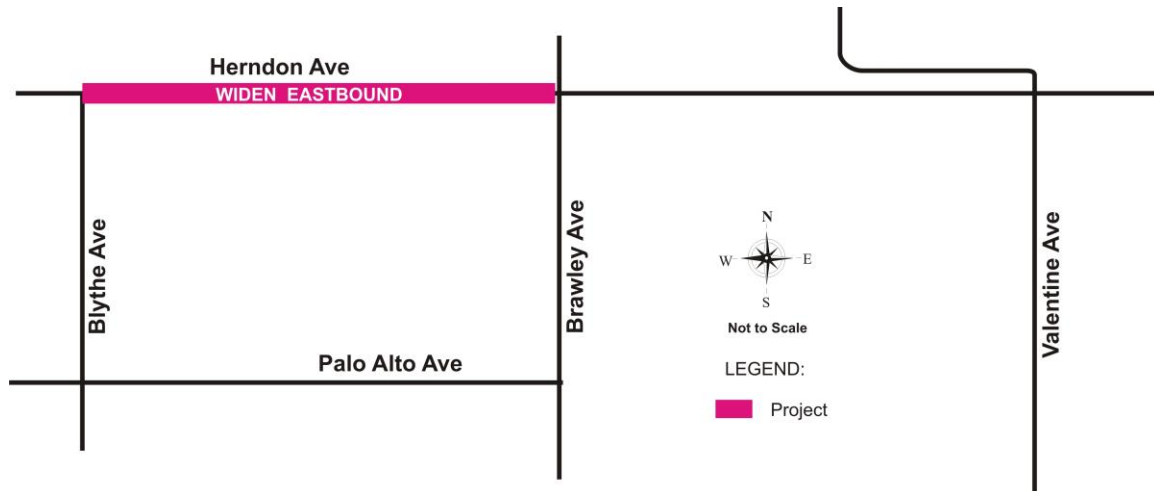 Herndon Ave
WIDEN EASTBOUND
Blythe Ave
Brawley Ave
Valentine Ave
N
W
E
S
Not to Scale
Palo Alto Ave
LEGEND:
Project